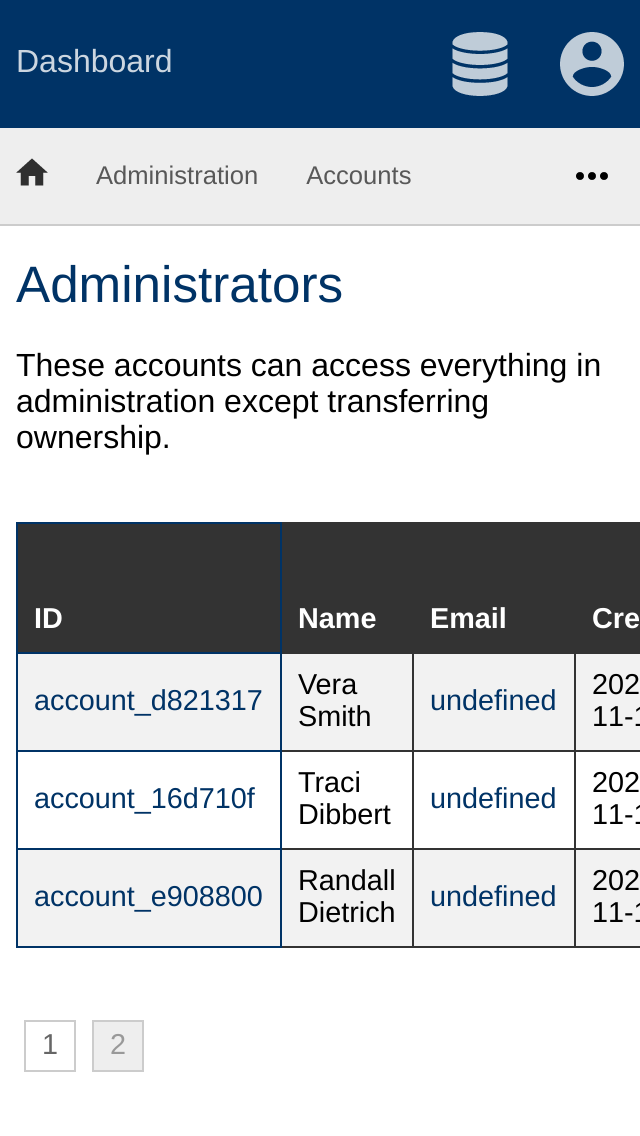 Dashboard
Administration Accounts
Administrators
These accounts can access everything in
administration except transferring
ownership.
ID Name Email Cre
account_d821317 Vera Smith undefined 202 11-1
account_16d710f Traci Dibbert undefined 202 11-1
account_e908800 Randall Dietrich undefined 202 11-1
1 2